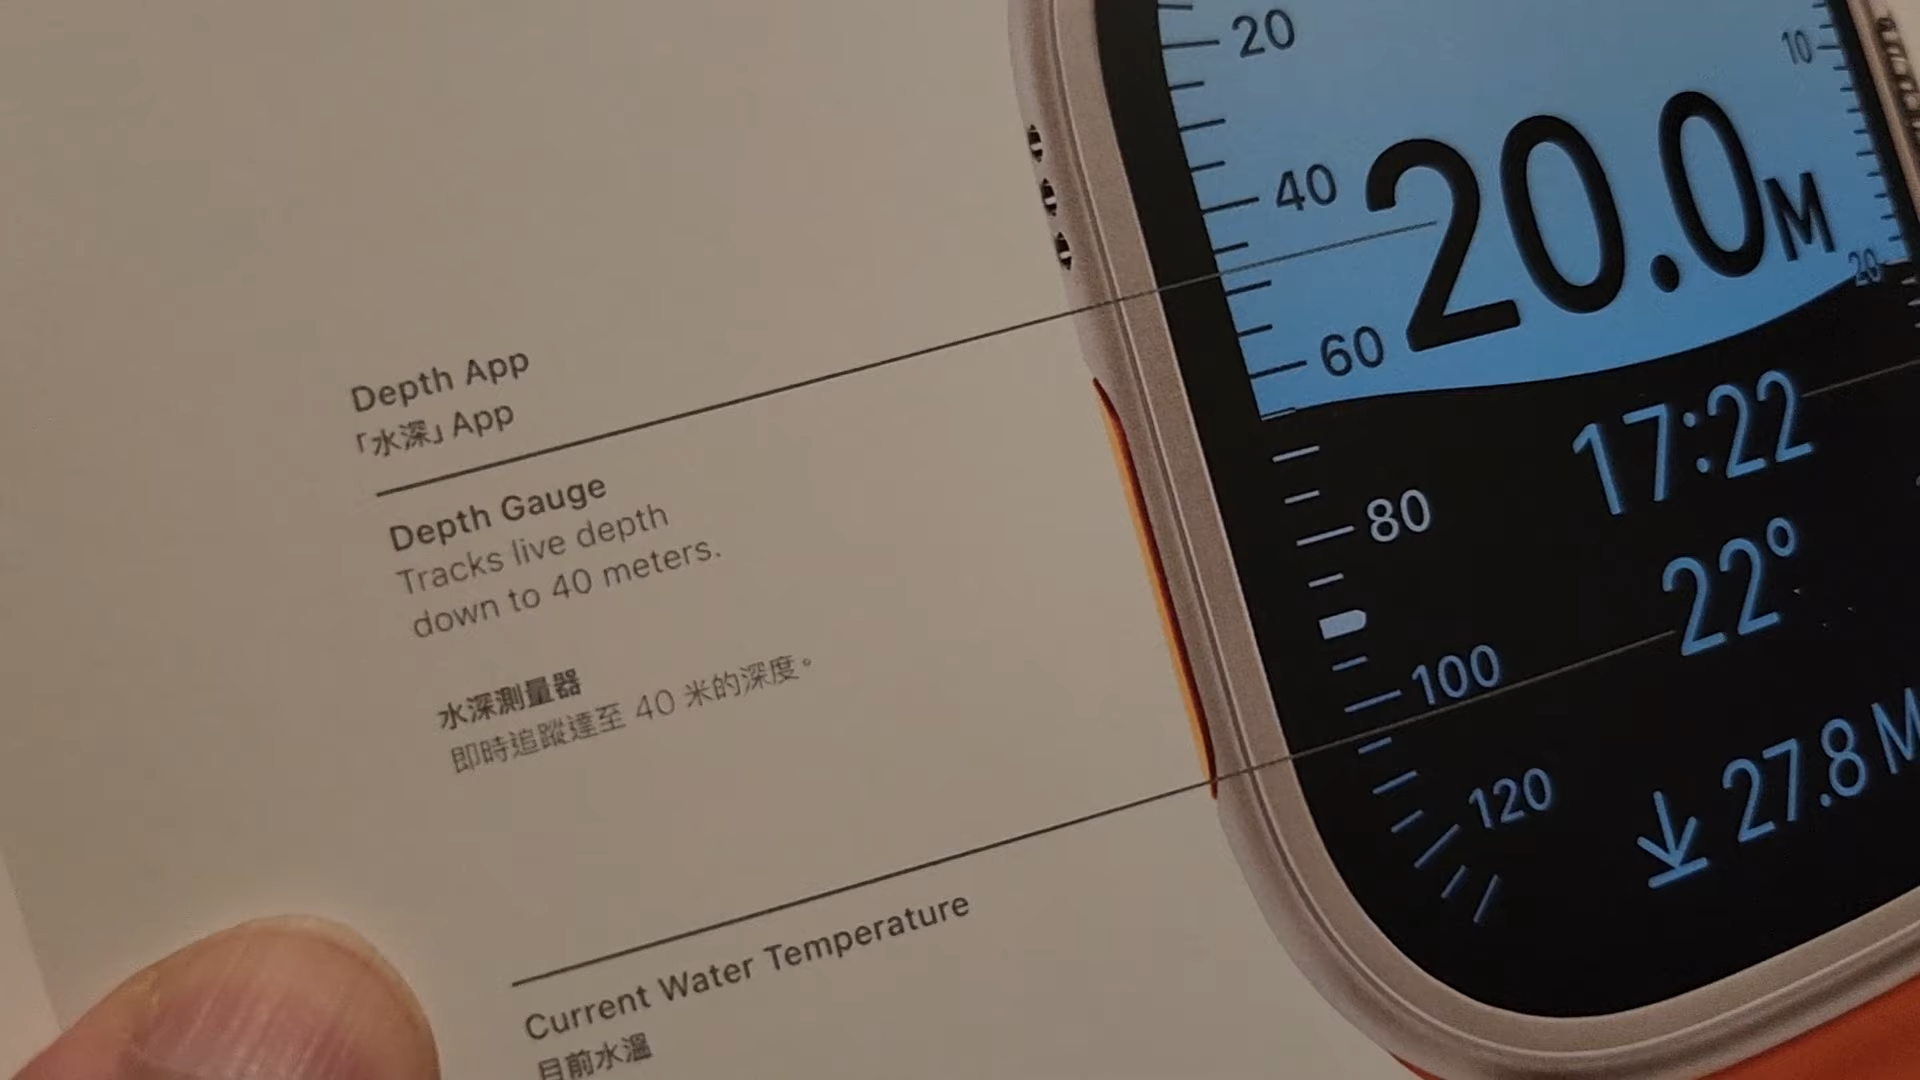 Depth App
「水深」App
Depth Gauge
Tracks live depth
down to 40 meters.
水深測量器
即時追蹤達至 40 米的深度。
Current Water Temperature
目前水溫
20
40
60
80
100
120
10
20
20.0M
17:22
22°
27.8 M